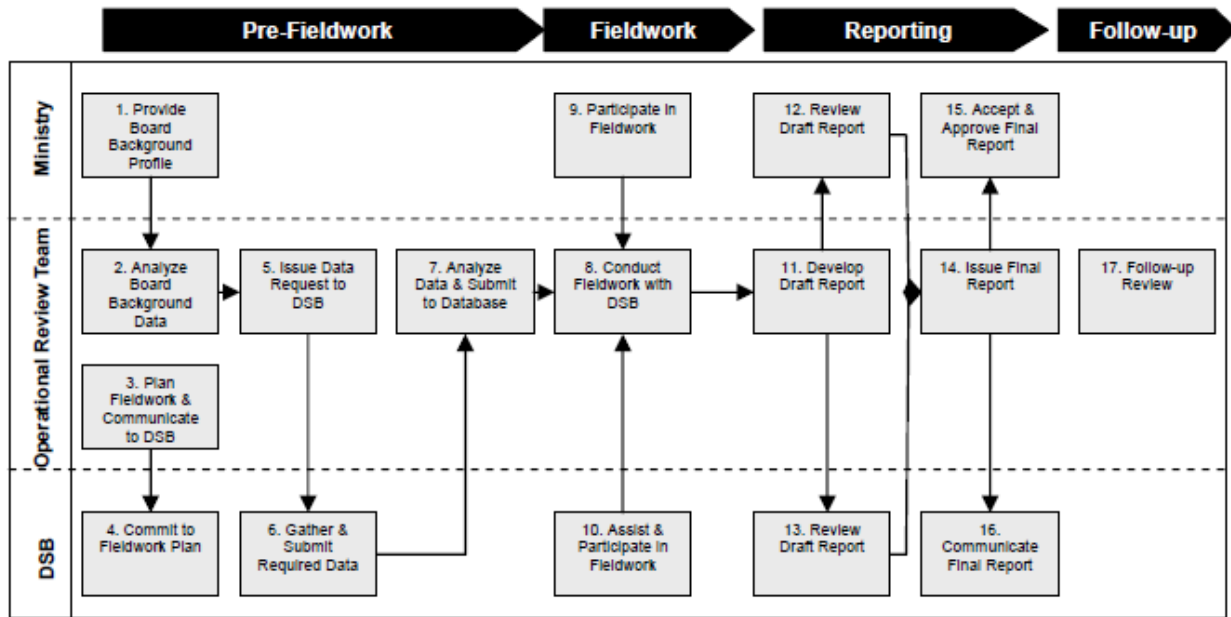 Pre-Fieldwork
Fieldwork
Reporting
Follow-up
Ministry
1. Provide
Board
Background
Profile
9. Participate in
Fieldwork
12. Review
Draft Report
15. Accept &
Approve Final
Report
Operational Review Team
2. Analyze
Board
Background
Data
5. Issue Data
Request to
DSB
7. Analyze
Data & Submit
to Database
8. Conduct
Fieldwork with
DSB
11. Develop
Draft Report
14. Issue Final
Report
17. Follow-up
Review
3. Plan
Fieldwork &
Communicate
to DSB
DSB
4. Commit to
Fieldwork Plan
6. Gather &
Submit
Required Data
10. Assist &
Participate in
Fieldwork
13. Review
Draft Report
16.
Communicate
Final Report